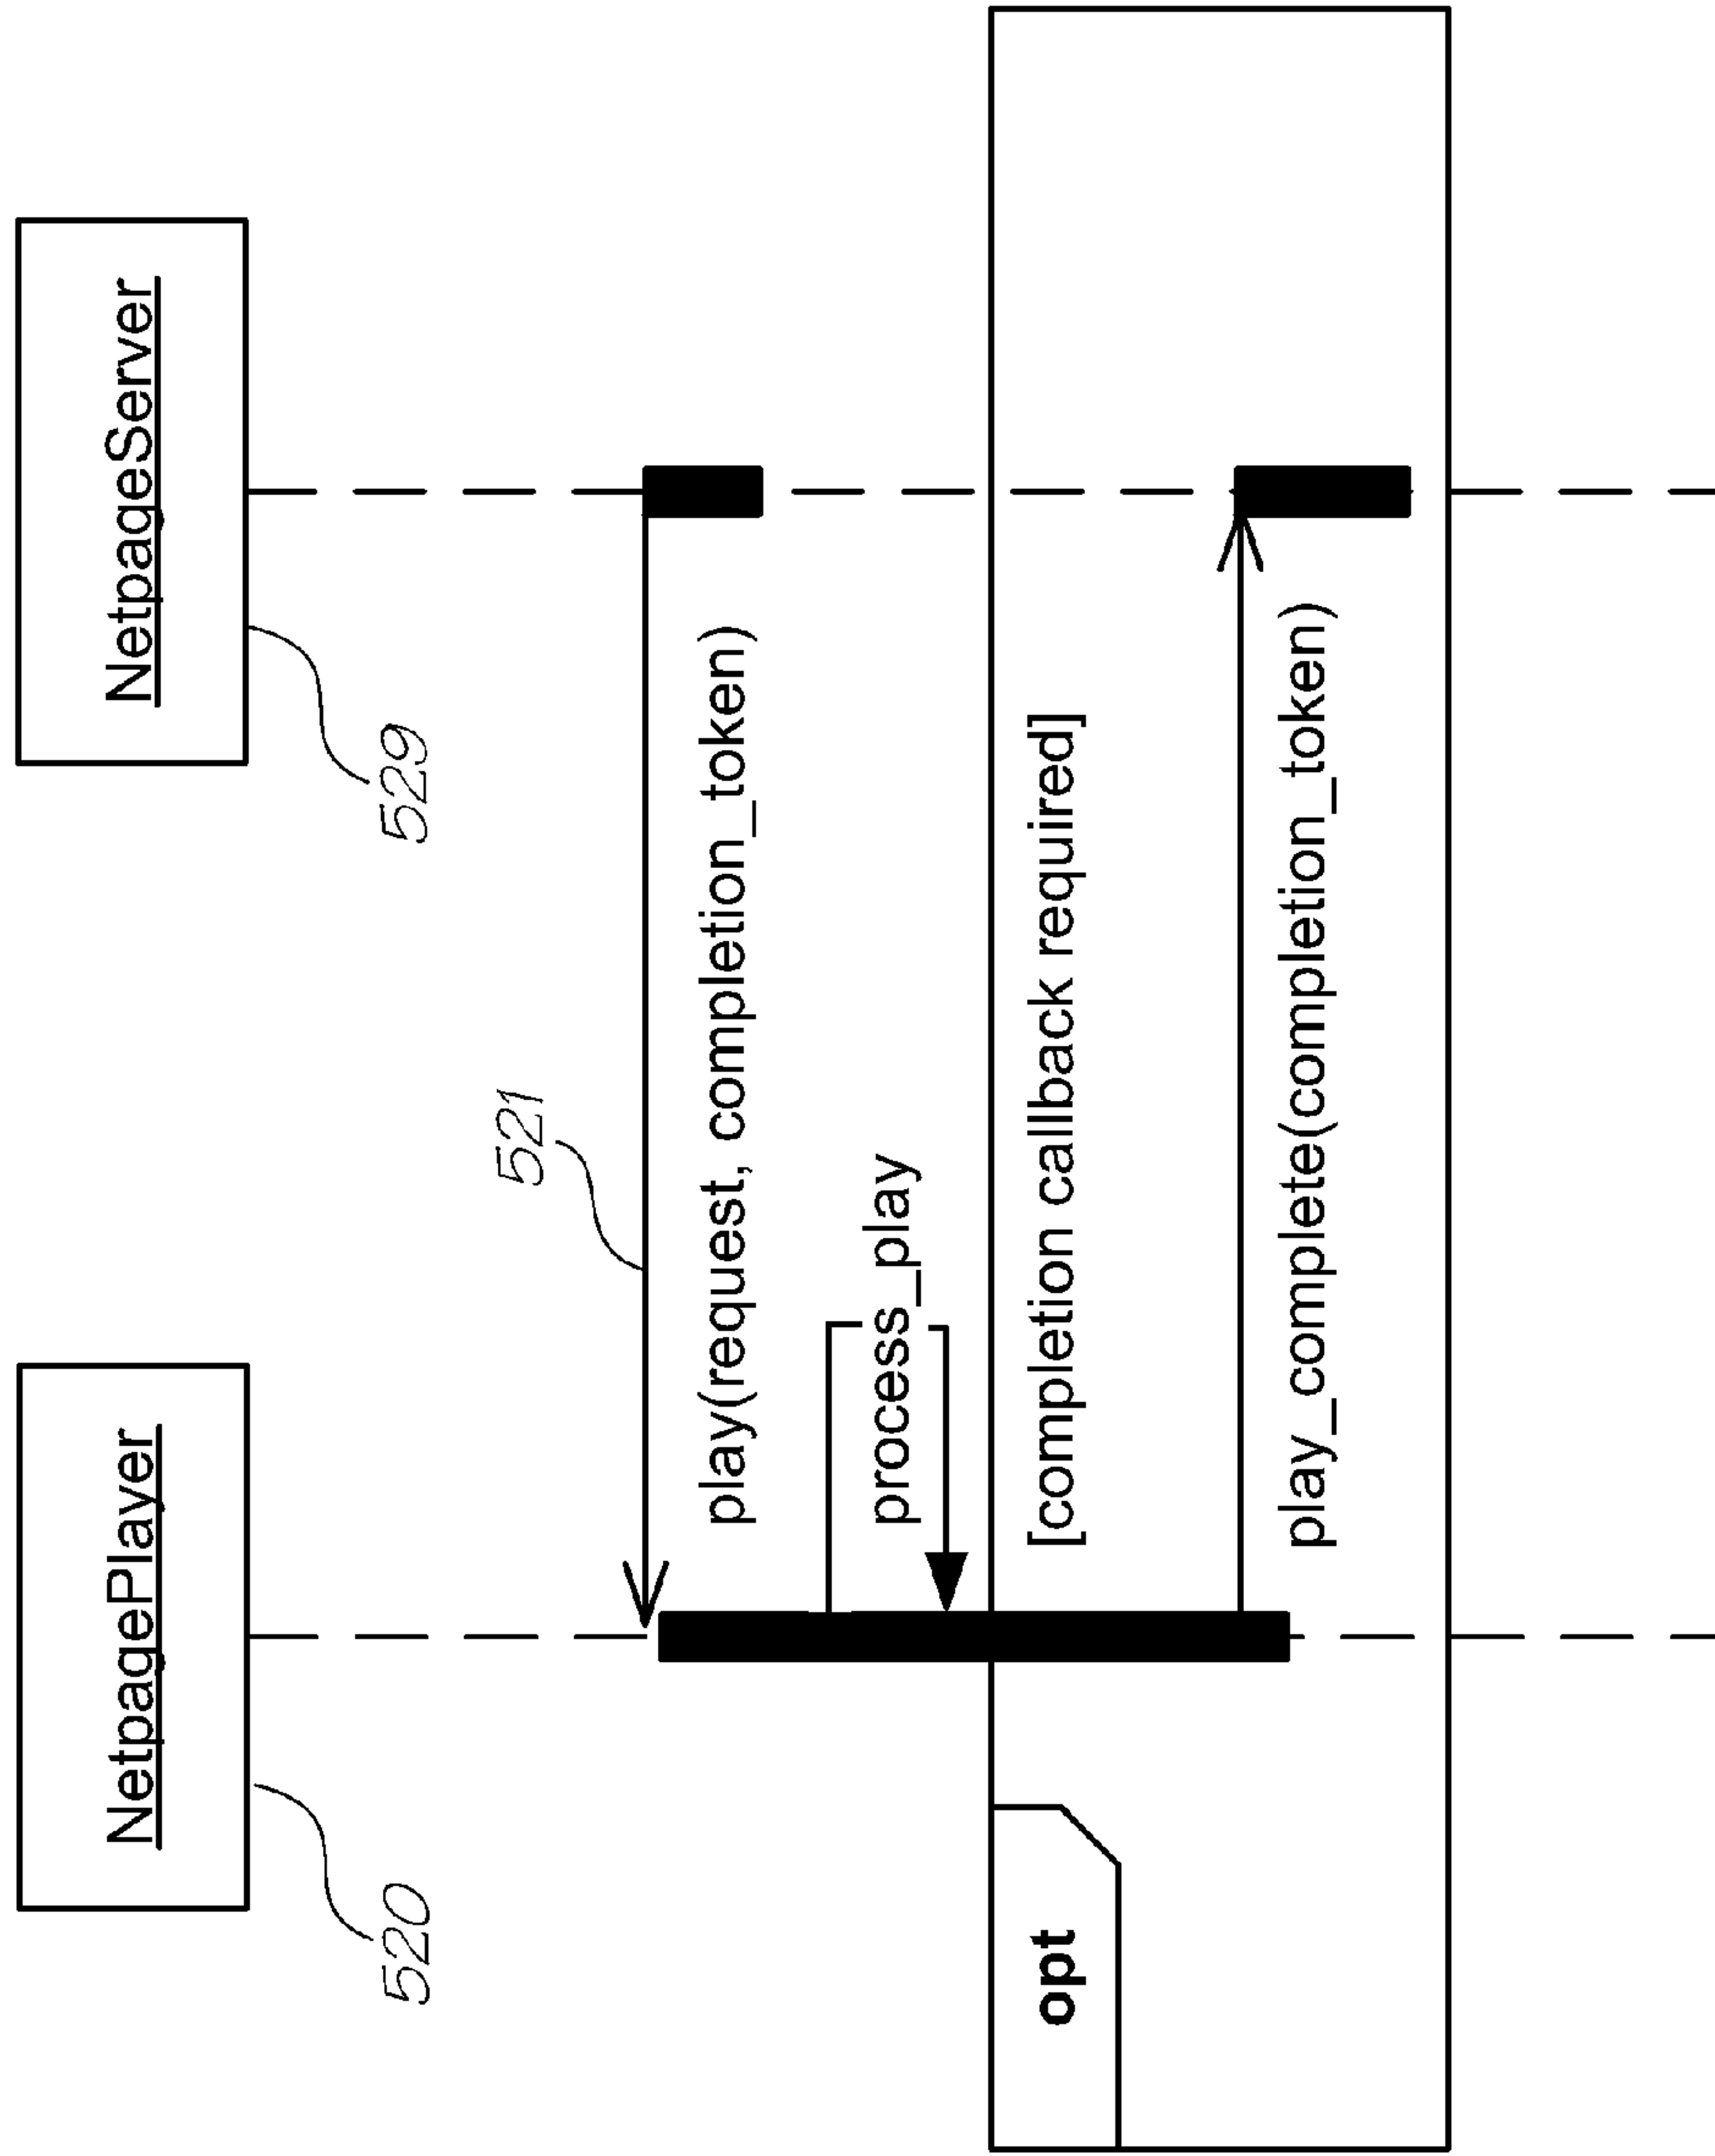 NetpagePlayer
NetpageServer
520
529
521
play(request, completion_token)
process_play
opt
[completion callback required]
play_complete(completion_token)